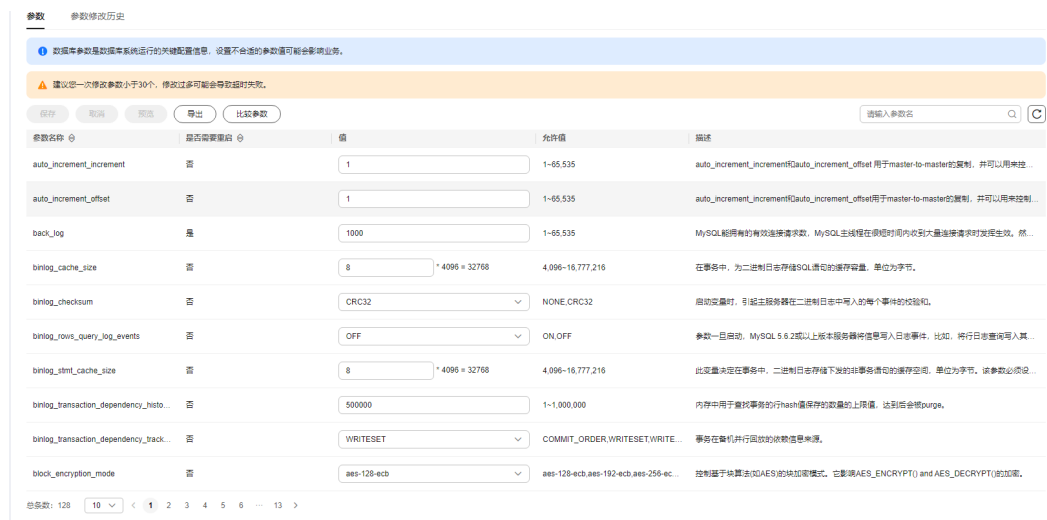 参数 参数修改历史
数据库参数是数据库系统运行的关键配置信息，设置不合适的参数值可能会影响业务。
建议您一次修改参数小于30个，修改过多可能会导致超时失败。
保存 取消 预览 导出 比较参数 请输入参数名
参数名称 是否需要重启 值 允许值 描述
auto_increment_increment 否 1 1~65,535 auto_increment_increment和auto_increment_offset 用于master-to-master的复制，并可以用来控...
auto_increment_offset 否 1 1~65,535 auto_increment_increment和auto_increment_offset用于master-to-master的复制，并可以用来控制...
back_log 是 1000 1~65,535 MySQL能拥有的有效连接请求数，MySQL主线程在很短时间内收到大量连接请求时发挥生效。然...
binlog_cache_size 否 8 * 4096 = 32768 4,096~16,777,216 在事务中，为二进制日志存储SQL语句的缓存容量，单位为字节。
binlog_checksum 否 CRC32 NONE,CRC32 启动变量时，引起主服务器在二进制日志中写入的每个事件的校验和。
binlog_rows_query_log_events 否 OFF ON,OFF 参数一旦启动，MySQL 5.6.2或以上版本服务器将信息写入日志事件，比如，将行日志查询写入其...
binlog_stmt_cache_size 否 8 * 4096 = 32768 4,096~16,777,216 此变量决定在事务中，二进制日志存储下发的非事务语句的缓存空间，单位为字节。该参数必须设...
binlog_transaction_dependency_histo... 否 500000 1~1,000,000 内存中用于查找事务的行hash值保存的数量的上限值，达到后会被purge。
binlog_transaction_dependency_track... 否 WRITESET COMMIT_ORDER,WRITESET,WRITE... 事务在备机并行回放的依赖信息来源。
block_encryption_mode 否 aes-128-ecb aes-128-ecb,aes-192-ecb,aes-256-ec... 控制基于块算法(如AES)的块加密模式。它影响AES_ENCRYPT() and AES_DECRYPT()的加密。
总条数: 128 10 < 1 2 3 4 5 6 ··· 13 >